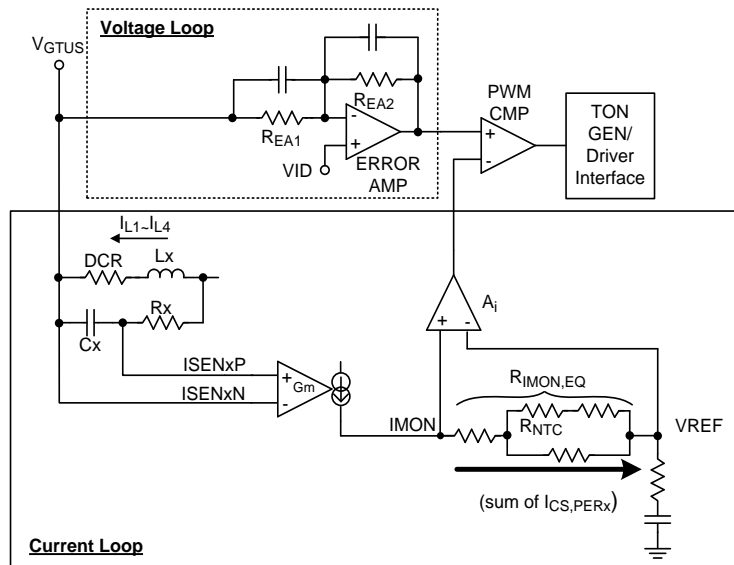 Voltage Loop
VGTUS
REA1
REA2
-
+
VID
ERROR
AMP
PWM
CMP
+
-
TON
GEN/
Driver
Interface
IL1~IL4
DCR
Lx
Rx
Cx
ISENxP
ISENxN
+
-
Gm
Ai
+
-
IMON
RIMON,EQ
RNTC
VREF
(sum of ICS,PERx)
Current Loop